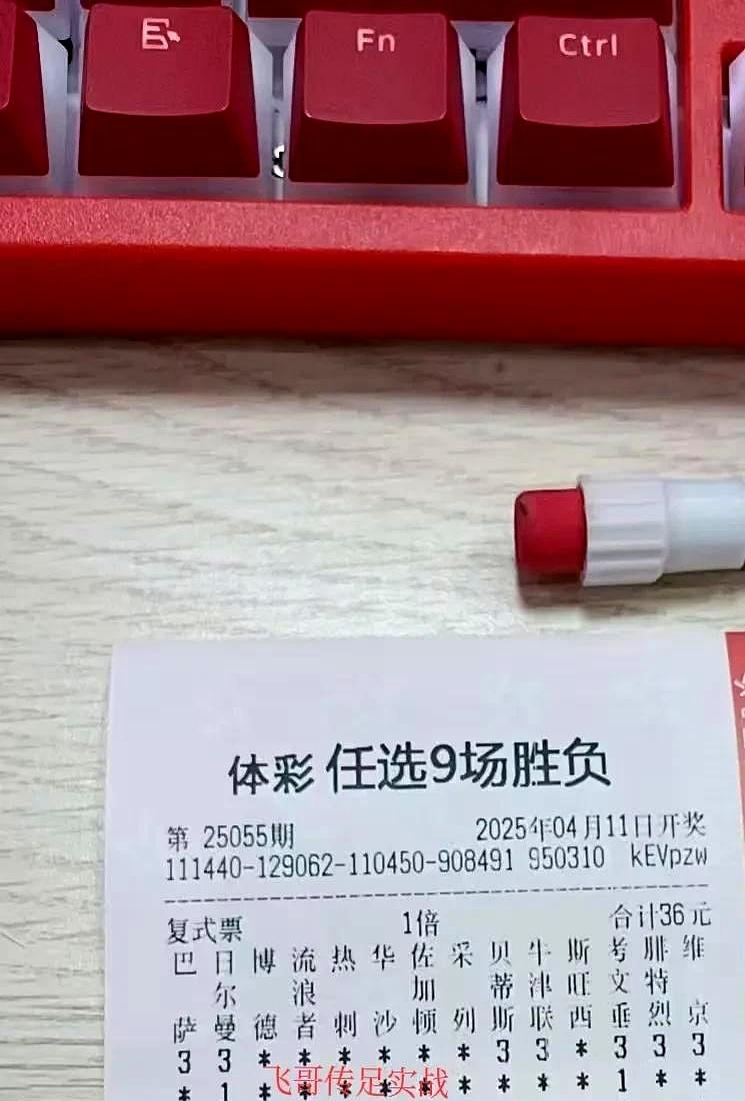 Fn
Ctrl
体彩 任选9场胜负
第 25055期 2025年04月11日开奖
111440-129062-110450-908491 950310 kEVpzw
复式票 1倍 合计36元
巴 日 博 流 热 华 佐 采 贝 牛 斯 考 腓 维
尔 浪 加 蒂 津 旺 文 特
萨 曼 德 者 刺 沙 顿 列 斯 联 西 垂 烈 京
3 3 * * * * * * 3 3 * 3 3 3
* 1 * * * * * * * * * 1 * *
飞哥传足实战